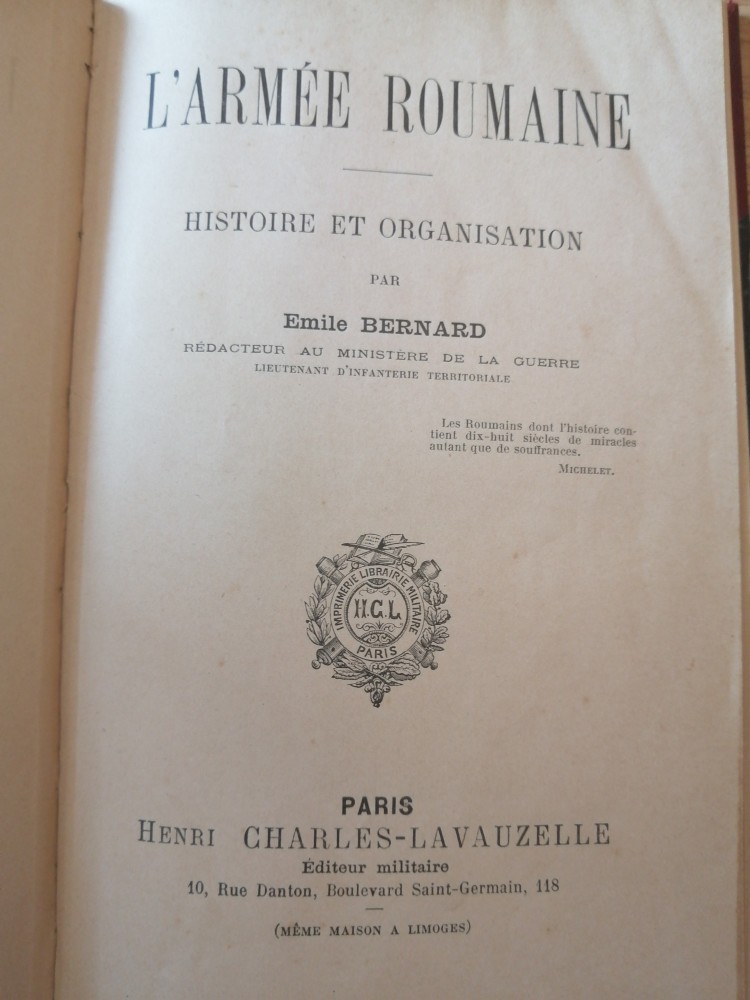 L'ARMÉE ROUMAINE
HISTOIRE ET ORGANISATION
PAR
Emile BERNARD
RÉDACTEUR AU MINISTÈRE DE LA GUERRE
LIEUTENANT D'INFANTERIE TERRITORIALE
Les Roumains dont l'histoire con-
tient dix-huit siècles de miracles
autant que de souffrances.
MICHELET.
IMPRIMERIE LIBRAIRIE MILITAIRE
H.C.L.
PARIS
PARIS
HENRI CHARLES-LAVAUZELLE
Éditeur militaire
10, Rue Danton, Boulevard Saint-Germain, 118
(MÊME MAISON A LIMOGES)